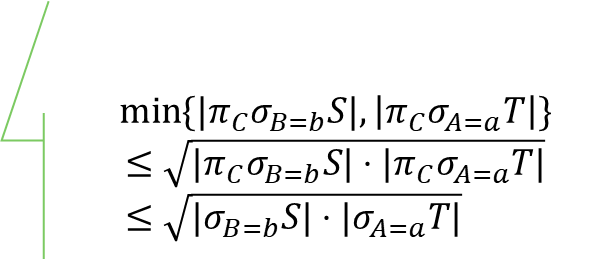 min{|π_C σ_{B=b} S|, |π_C σ_{A=a} T|}
≤ √(|π_C σ_{B=b} S| · |π_C σ_{A=a} T|)
≤ √(|σ_{B=b} S| · |σ_{A=a} T|)